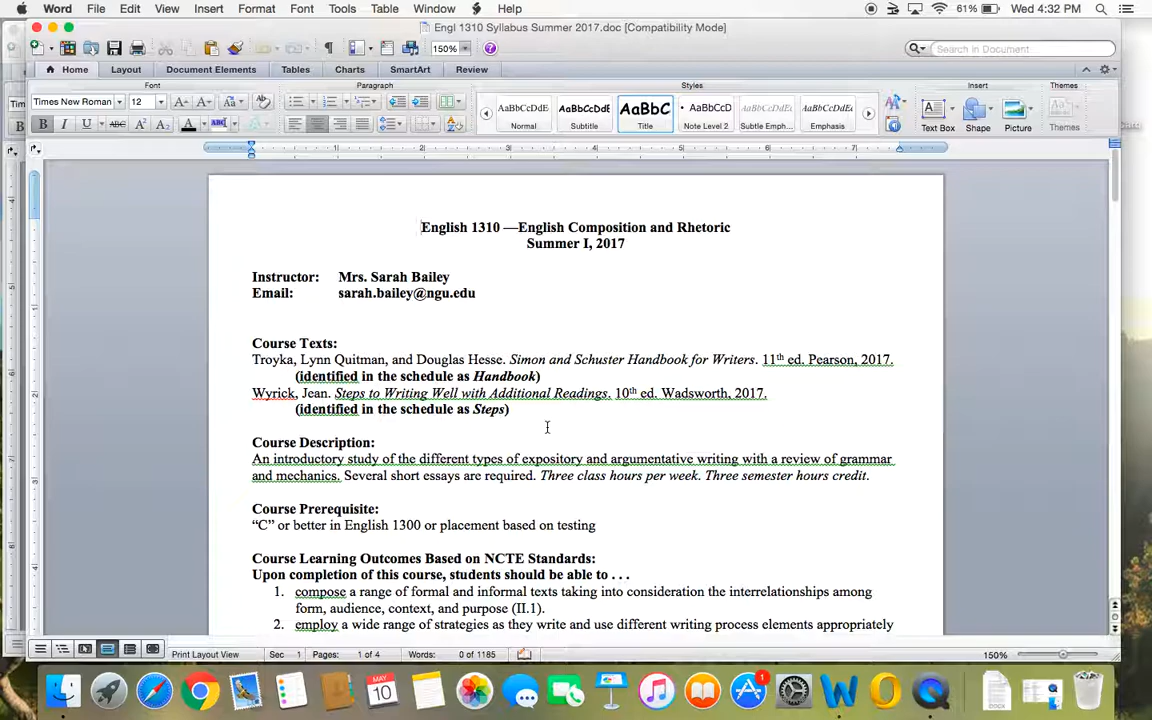 Word File Edit View Insert Format Font Tools Table Window Help 61% Wed 4:32 PM
Engl 1310 Syllabus Summer 2017.doc [Compatibility Mode]
150% Search in Document
Home Layout Document Elements Tables Charts SmartArt Review
Font Paragraph Styles Insert Themes
Times New Roman 12
AaBbCcDdE AaBbCcDd AaBbC AaBbCcD AaBbCcDdE AaBbCcDdE
Normal Subtitle Title Note Level 2 Subtle Emph... Emphasis Text Box Shape Picture Themes
English 1310 —English Composition and Rhetoric
Summer I, 2017
Instructor: Mrs. Sarah Bailey
Email: sarah.bailey@ngu.edu
Course Texts:
Troyka, Lynn Quitman, and Douglas Hesse. Simon and Schuster Handbook for Writers. 11th ed. Pearson, 2017.
(identified in the schedule as Handbook)
Wyrick, Jean. Steps to Writing Well with Additional Readings. 10th ed. Wadsworth, 2017.
(identified in the schedule as Steps)
Course Description:
An introductory study of the different types of expository and argumentative writing with a review of grammar
and mechanics. Several short essays are required. Three class hours per week. Three semester hours credit.
Course Prerequisite:
“C” or better in English 1300 or placement based on testing
Course Learning Outcomes Based on NCTE Standards:
Upon completion of this course, students should be able to . . .
1. compose a range of formal and informal texts taking into consideration the interrelationships among
form, audience, context, and purpose (II.1).
2. employ a wide range of strategies as they write and use different writing process elements appropriately
Print Layout View Sec 1 Pages: 1 of 4 Words: 0 of 1185 150%
MAY
10
1